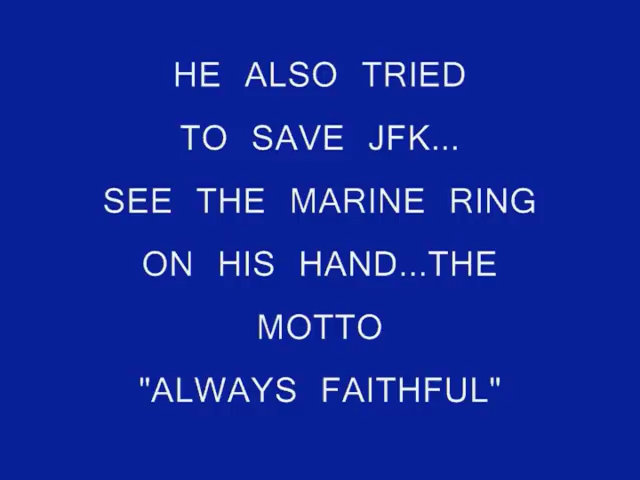 HE ALSO TRIED
TO SAVE JFK...
SEE THE MARINE RING
ON HIS HAND...THE
MOTTO
"ALWAYS FAITHFUL"